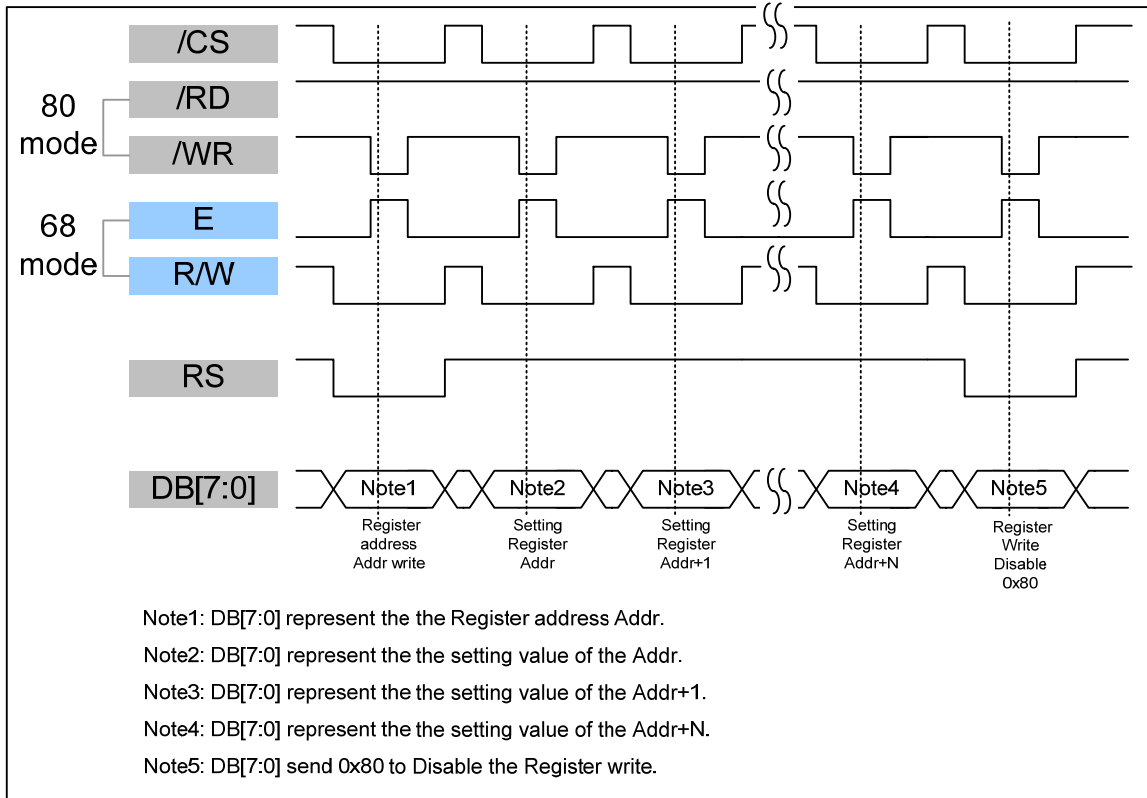 /CS
80
mode
/RD
/WR
68
mode
E
R/W
RS
DB[7:0]
Note1
Note2
Note3
Note4
Note5
Register
address
Addr write
Setting
Register
Addr
Setting
Register
Addr+1
Setting
Register
Addr+N
Register
Write
Disable
0x80
Note1: DB[7:0] represent the the Register address Addr.
Note2: DB[7:0] represent the the setting value of the Addr.
Note3: DB[7:0] represent the the setting value of the Addr+1.
Note4: DB[7:0] represent the the setting value of the Addr+N.
Note5: DB[7:0] send 0x80 to Disable the Register write.